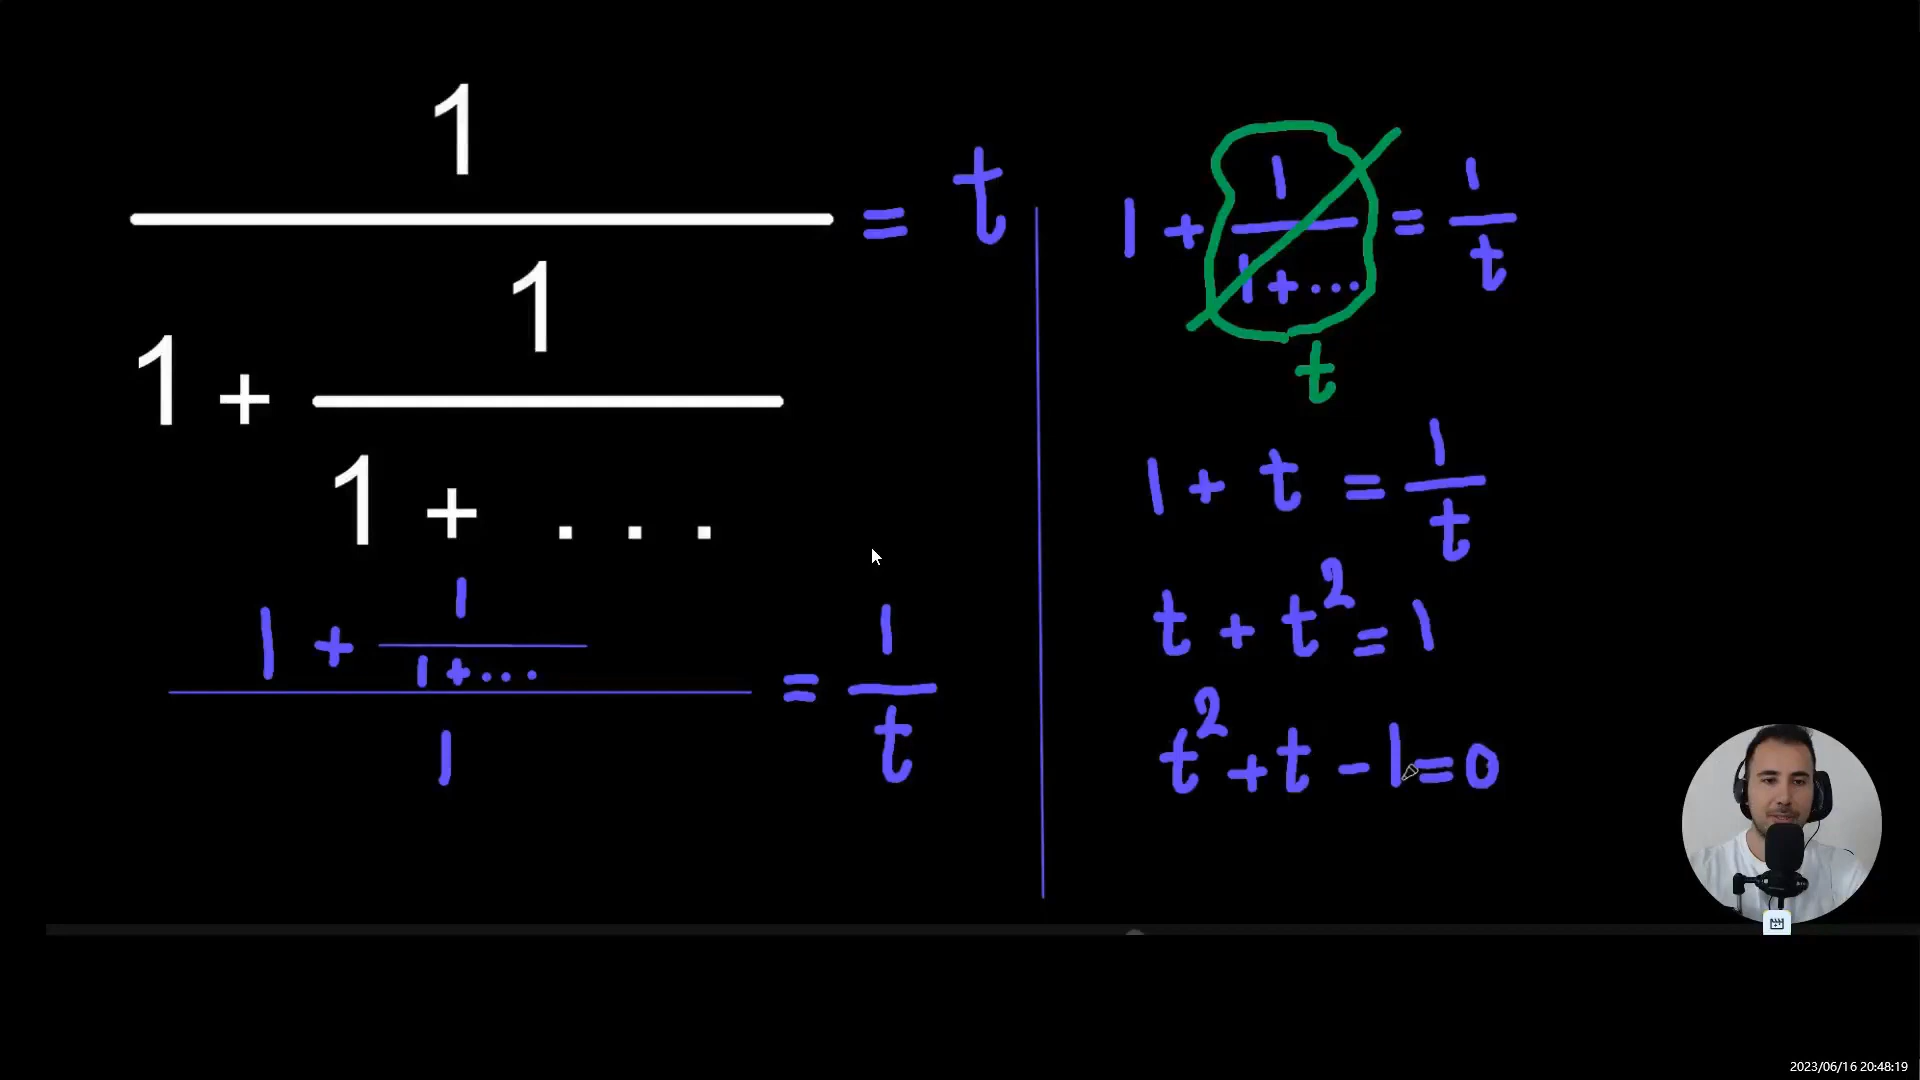 1
= t
1
1 +
1 + . . .
1
1 +
1 + ...
= 1
t
1
1
1 +
1 + ...
= 1
t
t
1 + t = 1
t
t + t² = 1
t² + t - 1 = 0
2023/06/16 20:48:19